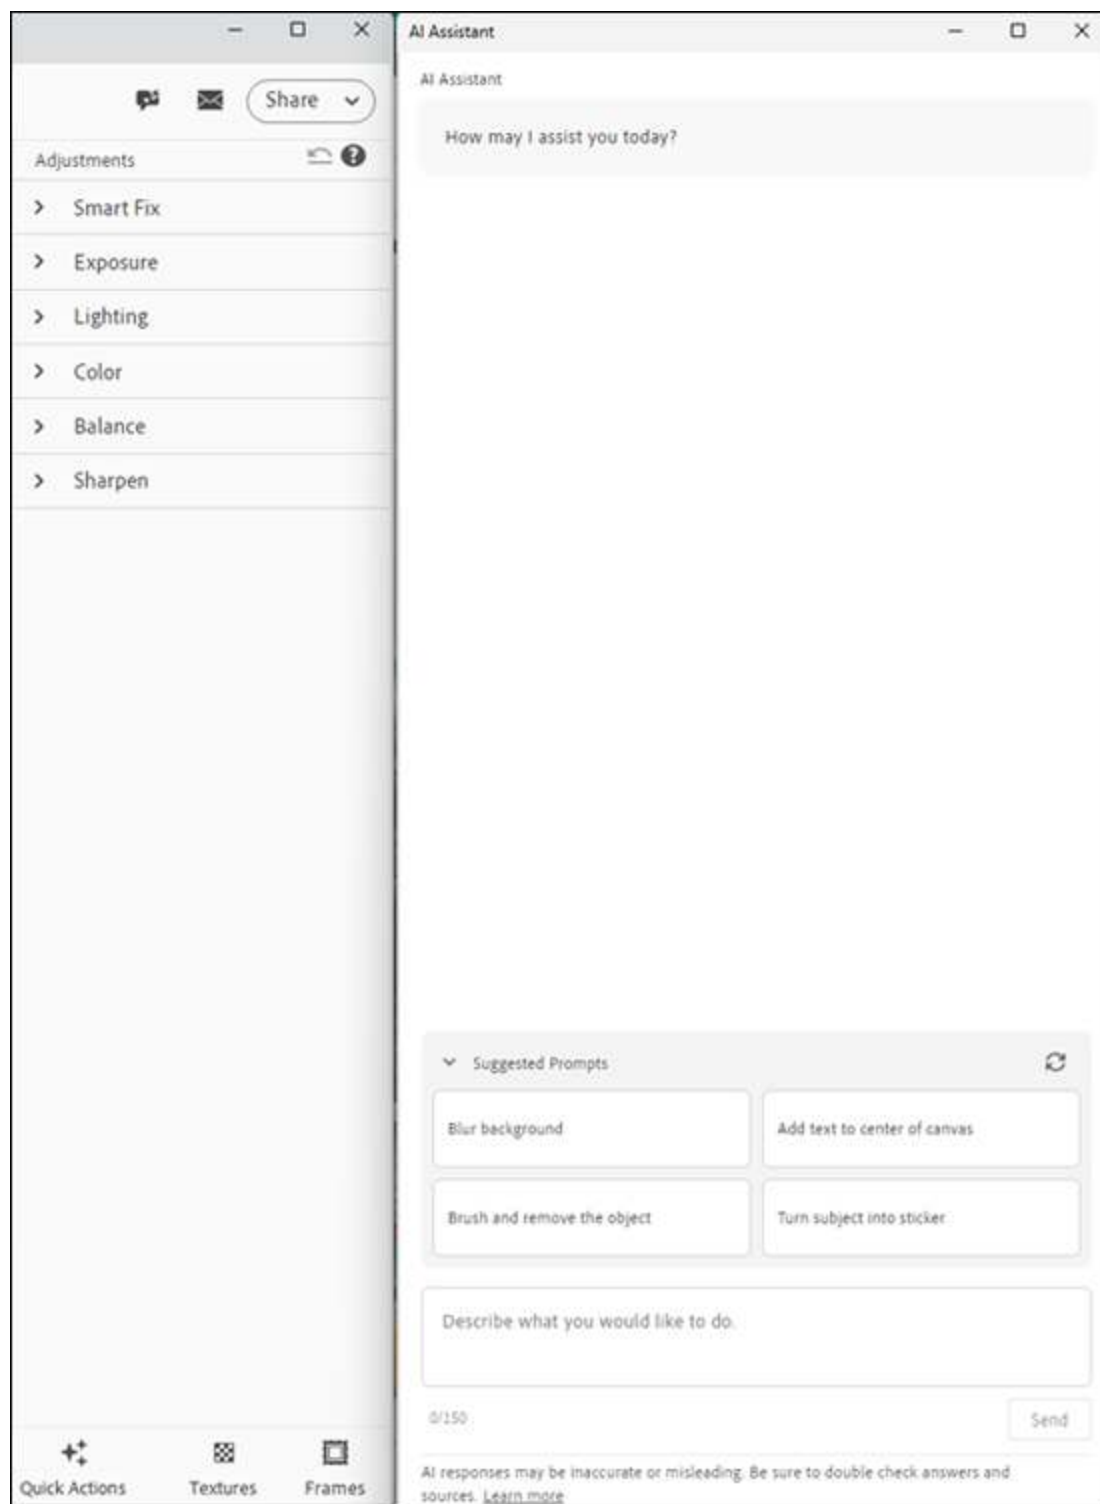 AI Assistant
AI Assistant
Share
How may I assist you today?
Adjustments
Smart Fix
Exposure
Lighting
Color
Balance
Sharpen
Suggested Prompts
Blur background
Add text to center of canvas
Brush and remove the object
Turn subject into sticker
Describe what you would like to do.
0/150
Send
Quick Actions
Textures
Frames
AI responses may be inaccurate or misleading. Be sure to double check answers and
sources. Learn more